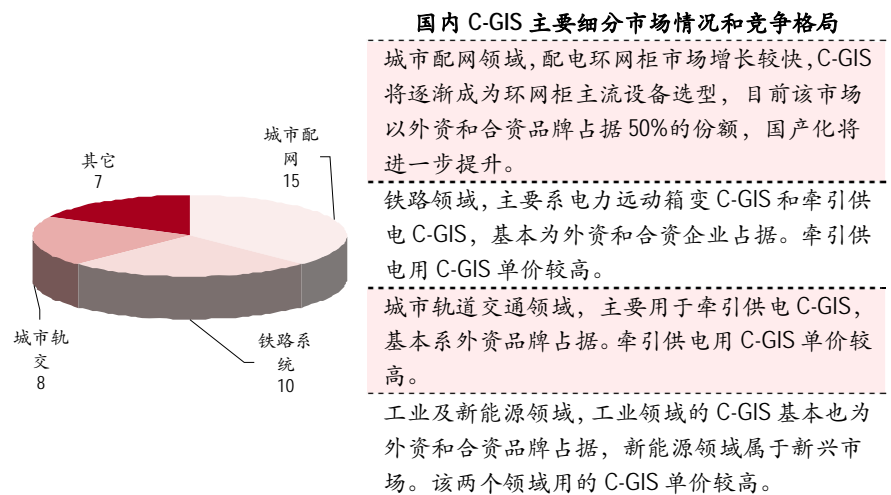 国内 C-GIS 主要细分市场情况和竞争格局
城市配
网
15
其它
7
城市轨
交
8
铁路系
统
10
城市配网领域，配电环网柜市场增长较快，C-GIS
将逐渐成为环网柜主流设备选型，目前该市场
以外资和合资品牌占据 50%的份额，国产化将
进一步提升。
铁路领域，主要系电力远动箱变 C-GIS 和牵引供
电 C-GIS，基本为外资和合资企业占据。牵引供
电用 C-GIS 单价较高。
城市轨道交通领域，主要用于牵引供电 C-GIS，
基本系外资品牌占据。牵引供电用 C-GIS 单价较
高。
工业及新能源领域，工业领域的 C-GIS 基本也为
外资和合资品牌占据，新能源领域属于新兴市
场。该两个领域用的 C-GIS 单价较高。